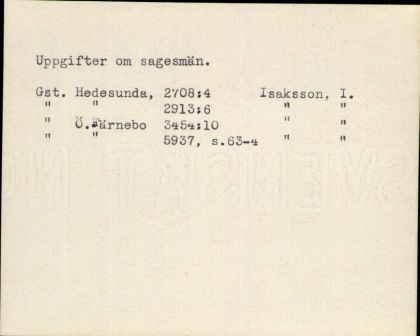 Uppgifter om sagesmän.
Gst. Hedesunda, 2708:4 Isaksson, I.
" " 2913:6 " "
" Ö.Färnebo 3454:10 " "
" " 5937, s.63-4 " "